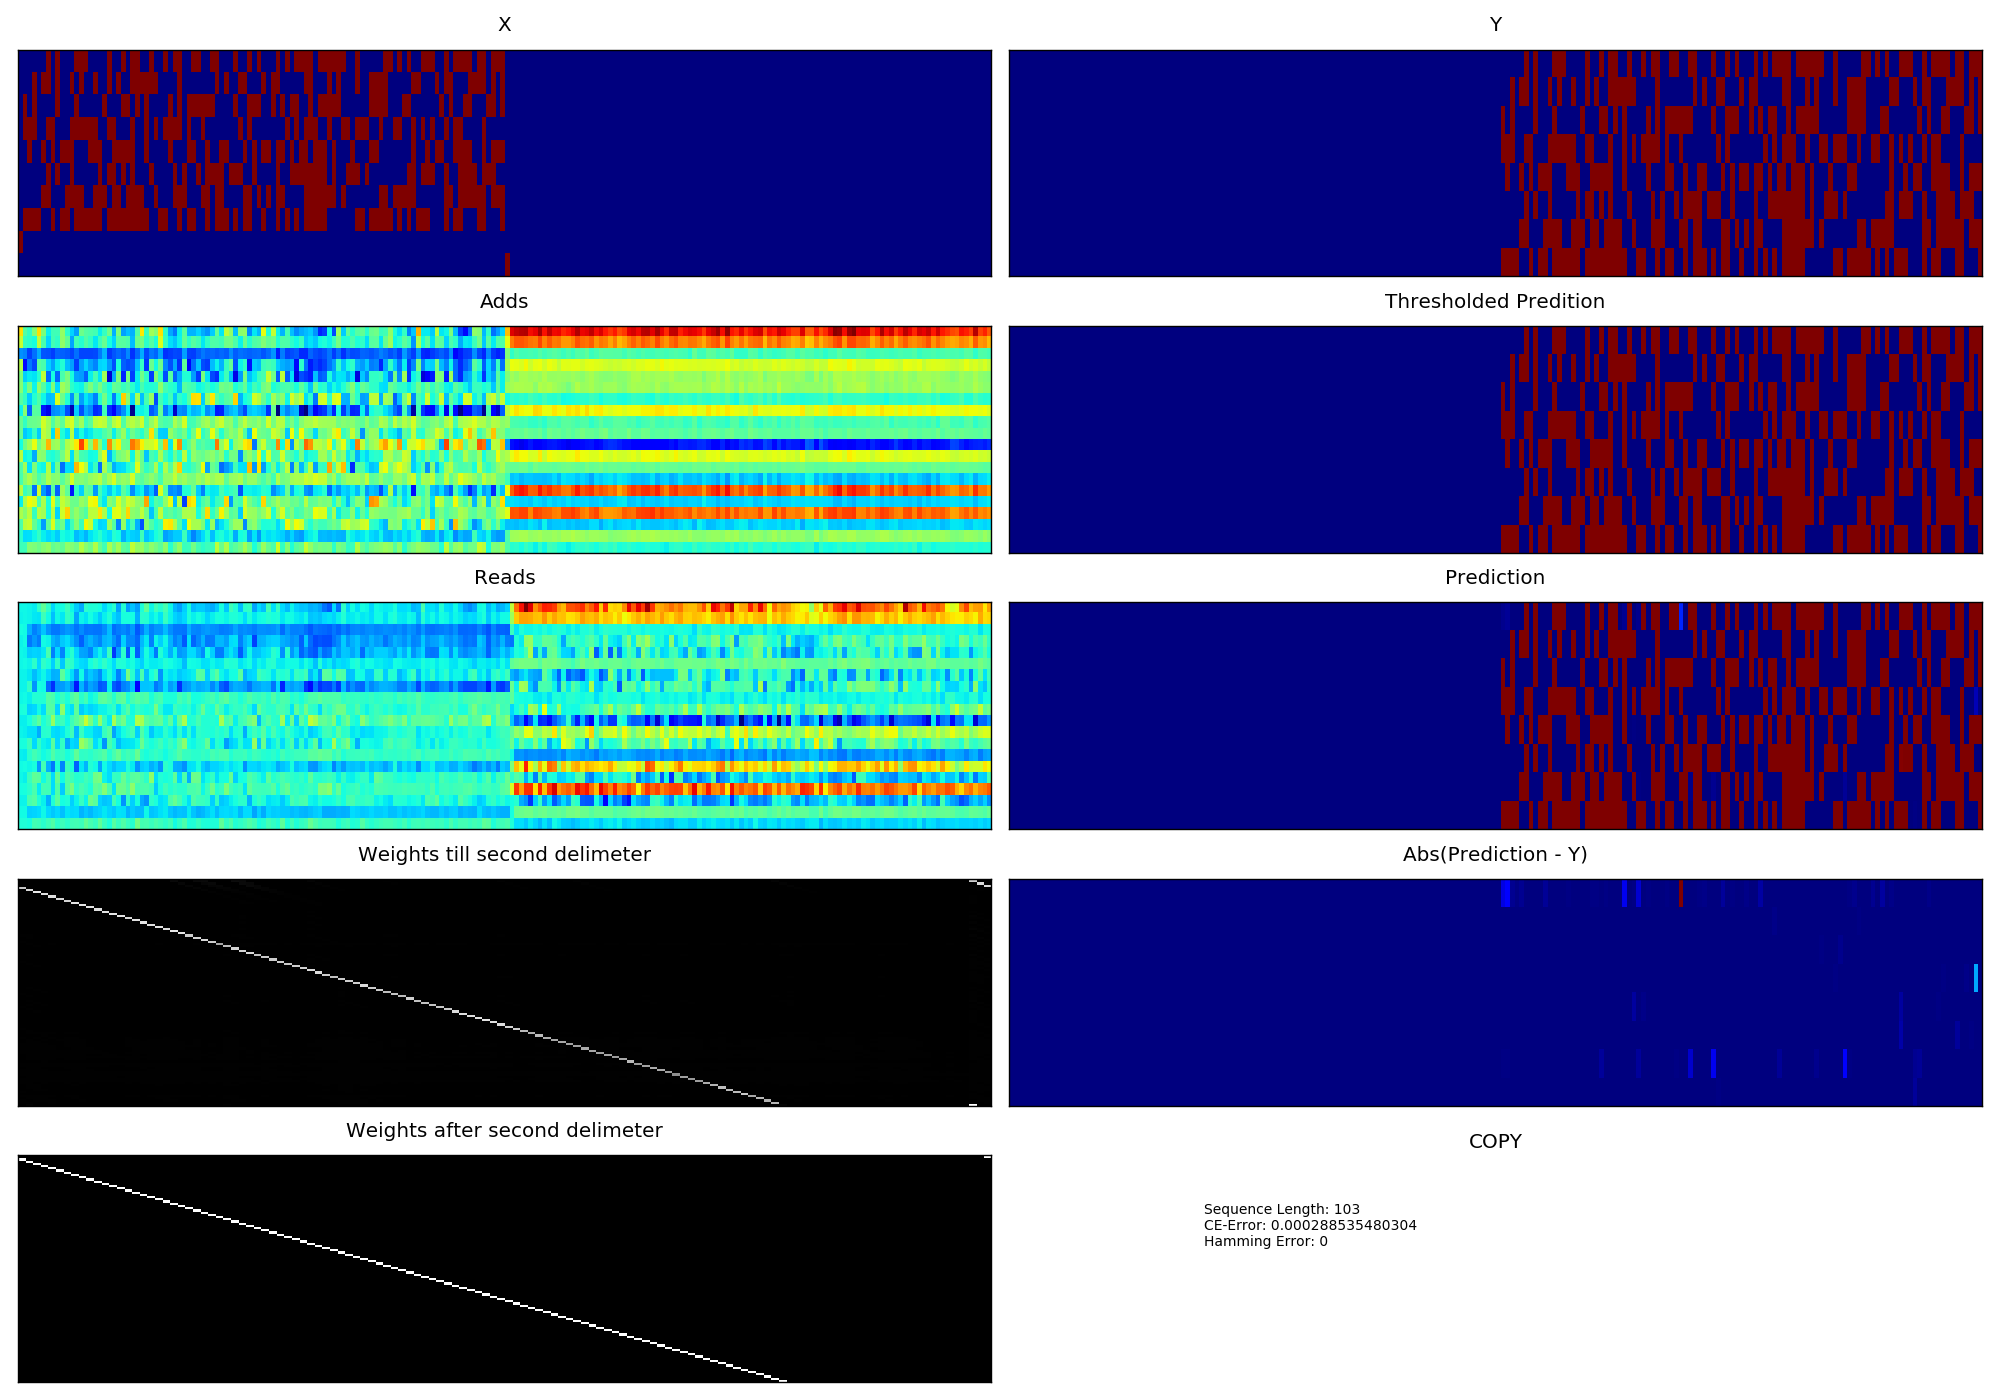 X
Y
Adds
Thresholded Predition
Reads
Prediction
Weights till second delimeter
Abs(Prediction - Y)
Weights after second delimeter
COPY
Sequence Length: 103
CE-Error: 0.000288535480304
Hamming Error: 0